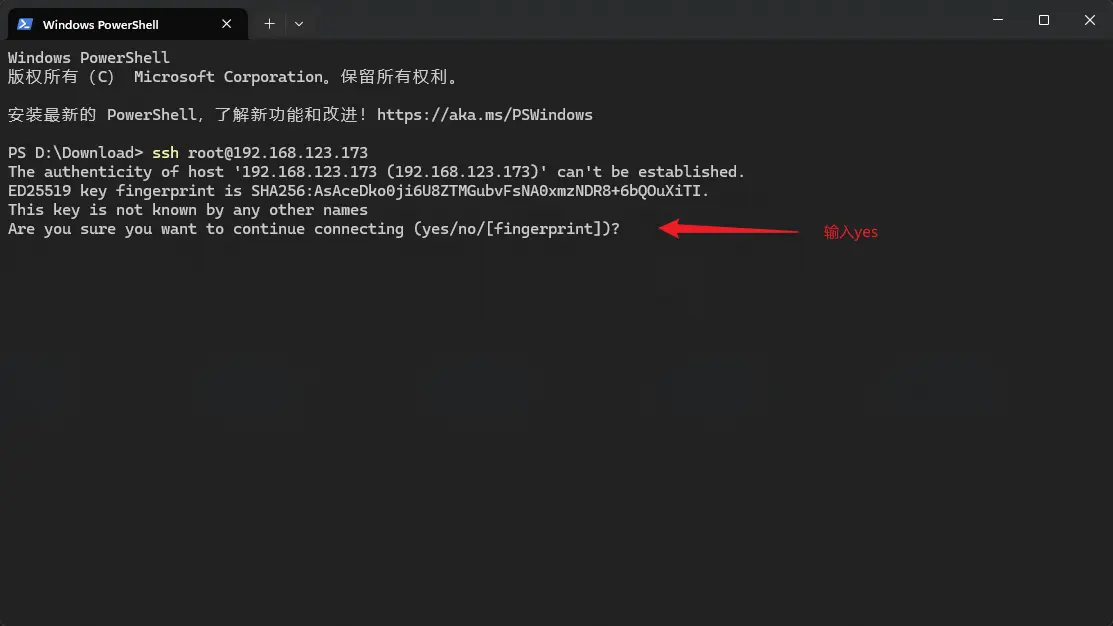 Windows PowerShell
Windows PowerShell
版权所有（C） Microsoft Corporation。保留所有权利。
安装最新的 PowerShell，了解新功能和改进！https://aka.ms/PSWindows
PS D:\Download> ssh root@192.168.123.173
The authenticity of host '192.168.123.173 (192.168.123.173)' can't be established.
ED25519 key fingerprint is SHA256:AsAceDko0ji6U8ZTMGubvFsNA0xmzNDR8+6bQOuXiTI.
This key is not known by any other names
Are you sure you want to continue connecting (yes/no/[fingerprint])?
输入yes